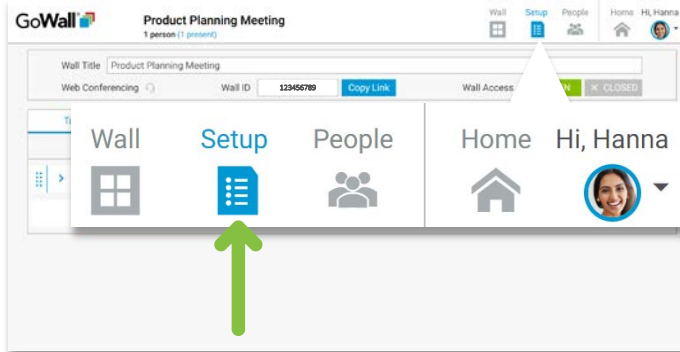 GoWall
Product Planning Meeting
1 person (1 present)
Wall Setup People Home Hi, Hanna
Wall Title Product Planning Meeting
Web Conferencing Wall ID 123456789 Copy Link Wall Access CLOSED
Wall Setup People Home Hi, Hanna